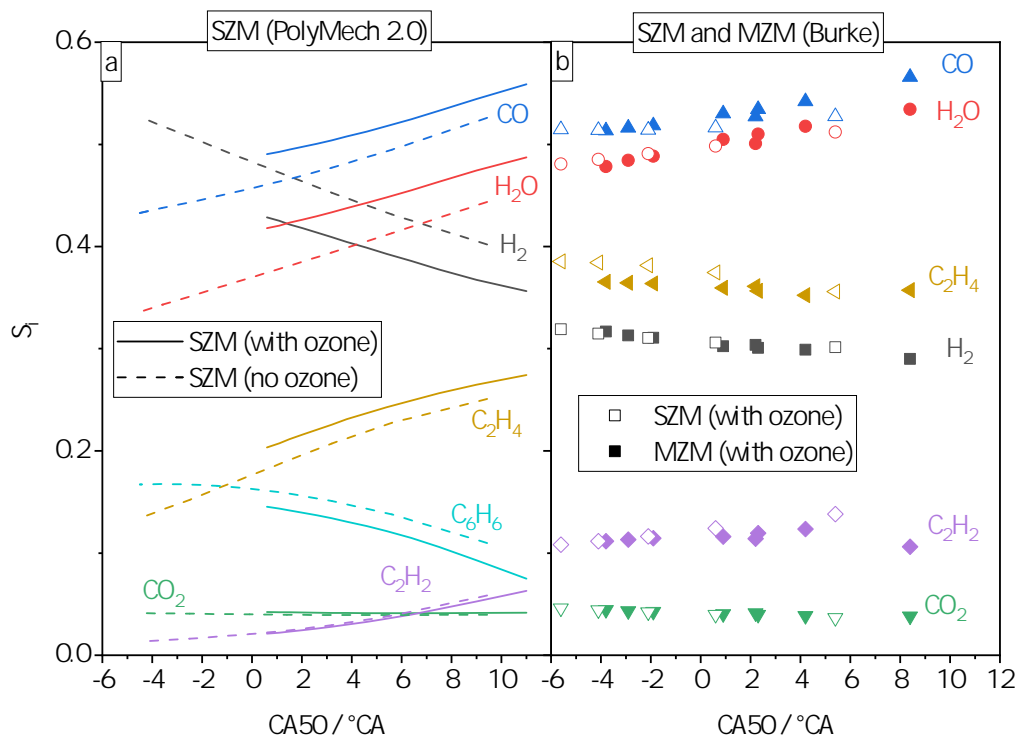 SZM (PolyMech 2.0)
SZM and MZM (Burke)
0.6
0.4
0.2
0.0
S_i
a
CO
H₂O
H₂
SZM (with ozone)
SZM (no ozone)
C₂H₄
C₆H₆
C₂H₂
CO₂
-6 -4 -2 0 2 4 6 8 10
CA50 / °CA
b
CO
H₂O
C₂H₄
H₂
SZM (with ozone)
MZM (with ozone)
C₂H₂
CO₂
-6 -4 -2 0 2 4 6 8 10 12
CA50 / °CA